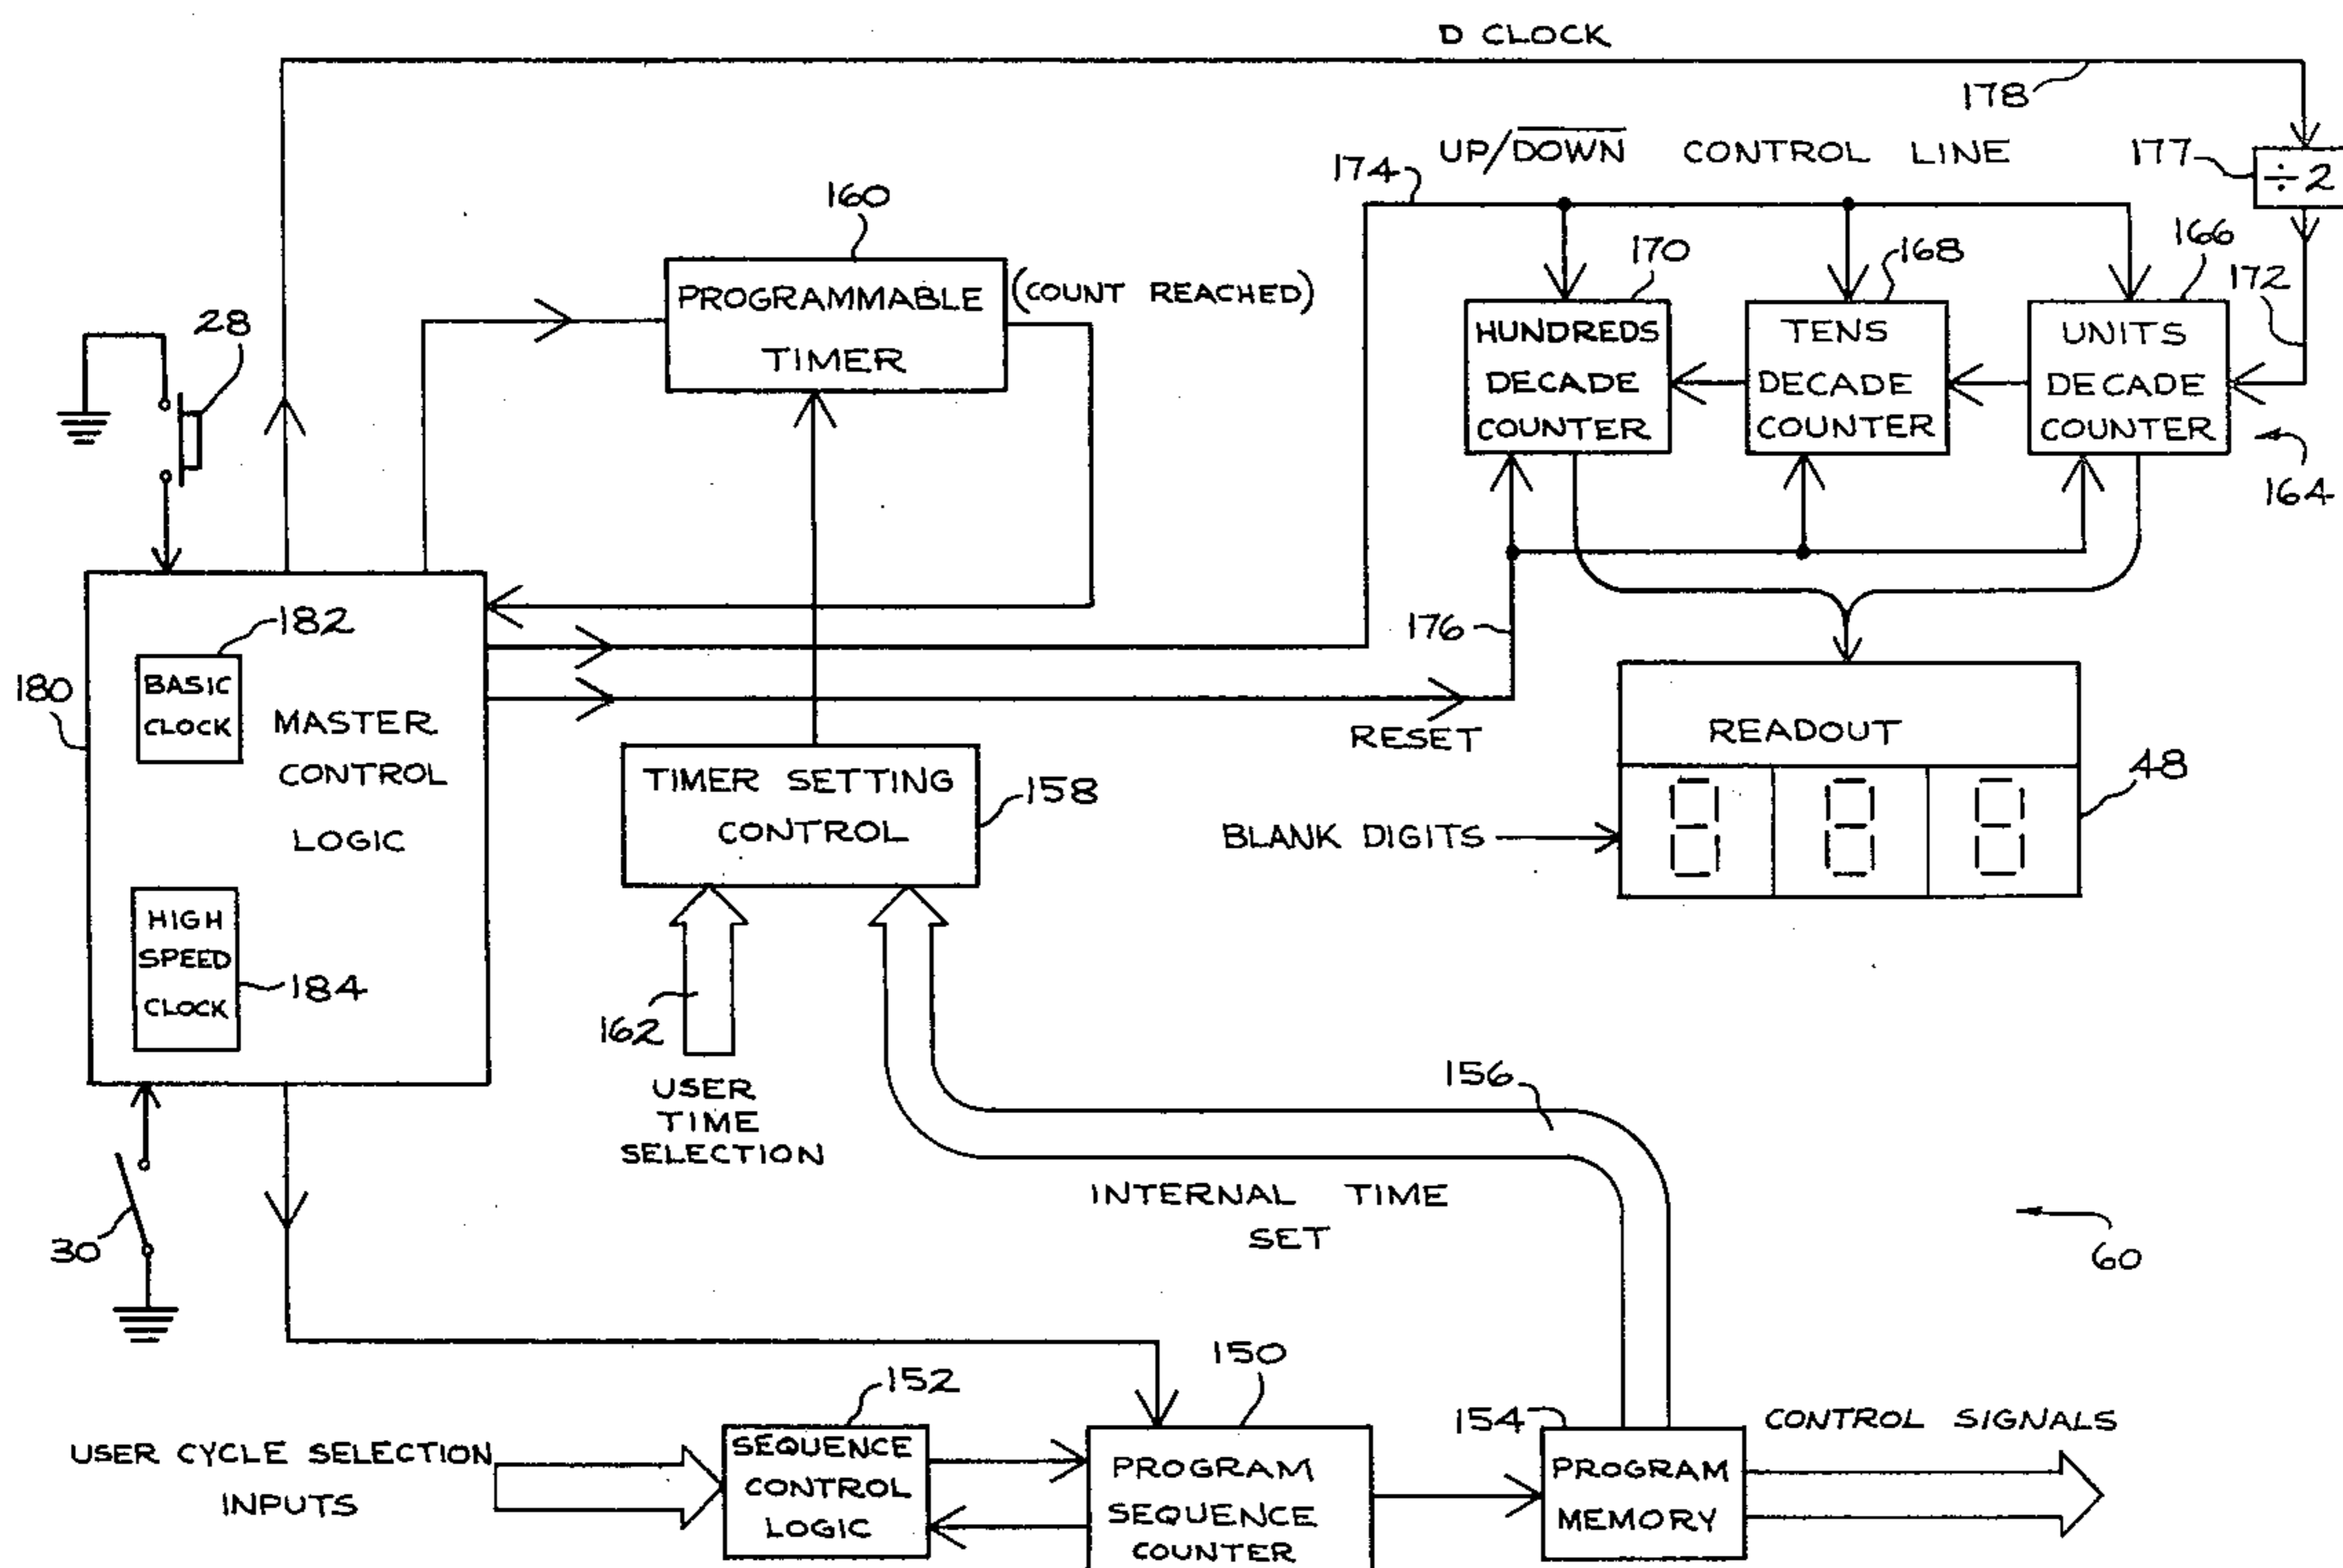 D CLOCK
178
UP/DOWN CONTROL LINE
177
÷2
174
160
170
168
166
172
PROGRAMMABLE
TIMER
(COUNT REACHED)
HUNDREDS
DECADE
COUNTER
TENS
DECADE
COUNTER
UNITS
DECADE
COUNTER
164
28
182
180
BASIC
CLOCK
MASTER
CONTROL
LOGIC
HIGH
SPEED
CLOCK
184
176
RESET
READOUT
48
BLANK DIGITS
8 8 8
TIMER SETTING
CONTROL
158
162
USER
TIME
SELECTION
156
INTERNAL TIME
SET
60
30
152
150
154
USER CYCLE SELECTION
INPUTS
SEQUENCE
CONTROL
LOGIC
PROGRAM
SEQUENCE
COUNTER
PROGRAM
MEMORY
CONTROL SIGNALS